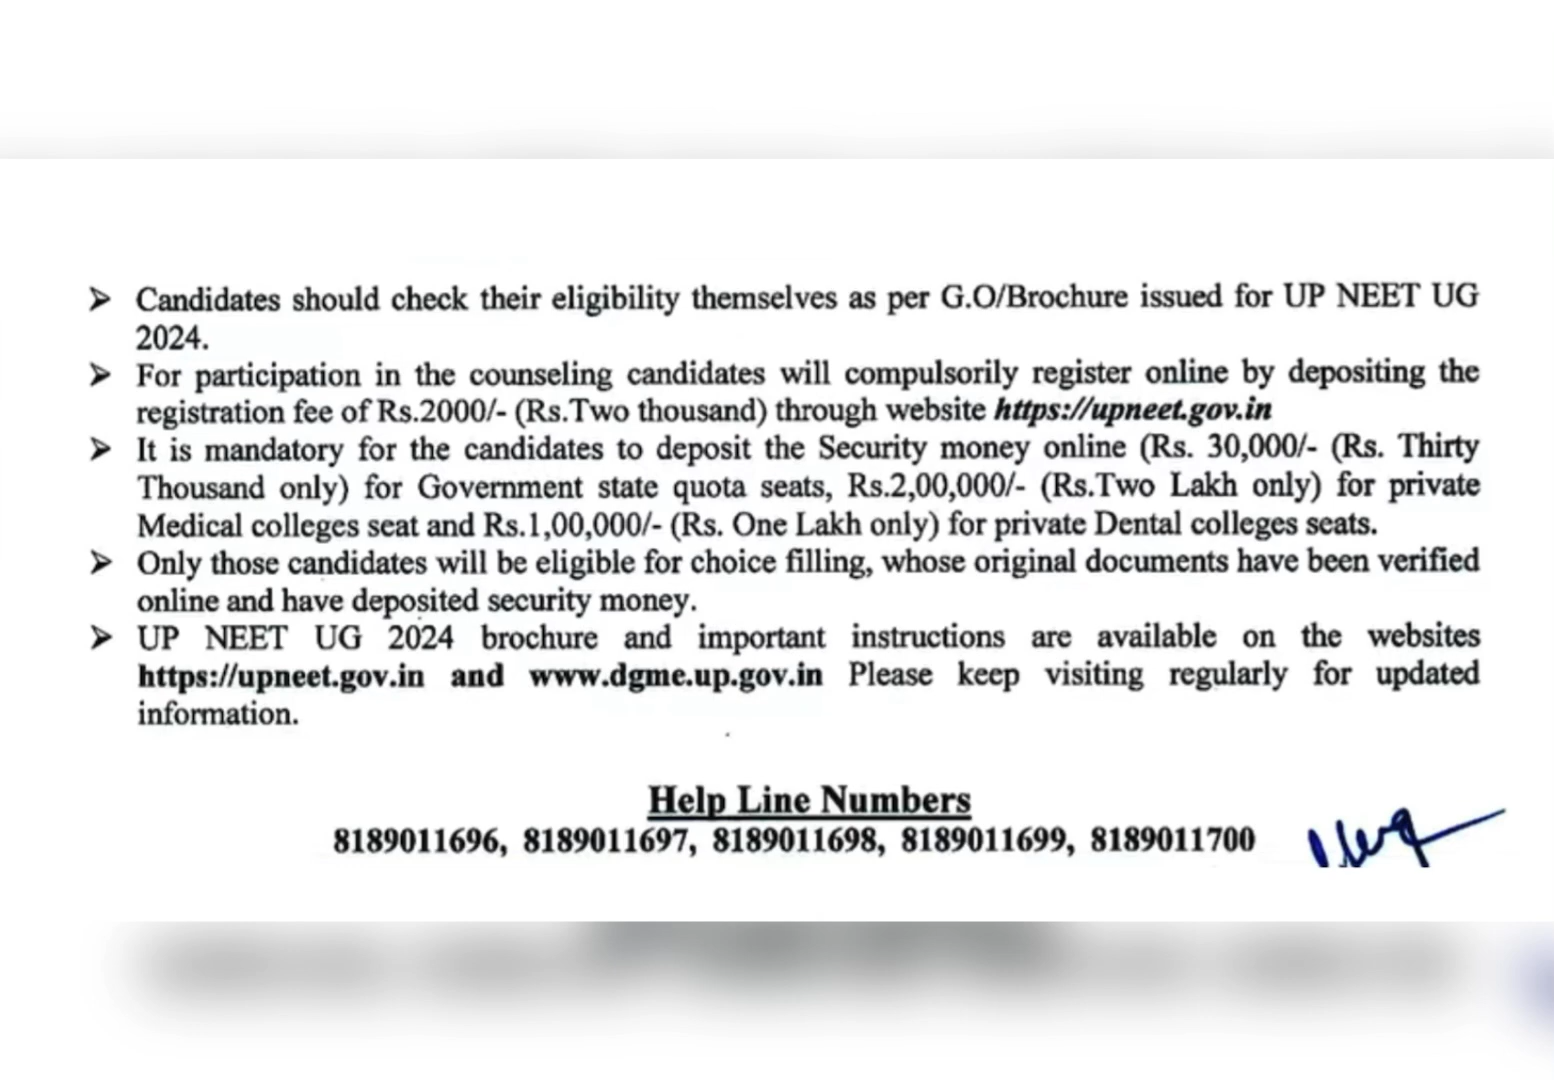 ➢ Candidates should check their eligibility themselves as per G.O/Brochure issued for UP NEET UG
2024.
➢ For participation in the counseling candidates will compulsorily register online by depositing the
registration fee of Rs.2000/- (Rs.Two thousand) through website https://upneet.gov.in
➢ It is mandatory for the candidates to deposit the Security money online (Rs. 30,000/- (Rs. Thirty
Thousand only) for Government state quota seats, Rs.2,00,000/- (Rs.Two Lakh only) for private
Medical colleges seat and Rs.1,00,000/- (Rs. One Lakh only) for private Dental colleges seats.
➢ Only those candidates will be eligible for choice filling, whose original documents have been verified
online and have deposited security money.
➢ UP NEET UG 2024 brochure and important instructions are available on the websites
https://upneet.gov.in and www.dgme.up.gov.in Please keep visiting regularly for updated
information.
Help Line Numbers
8189011696, 8189011697, 8189011698, 8189011699, 8189011700